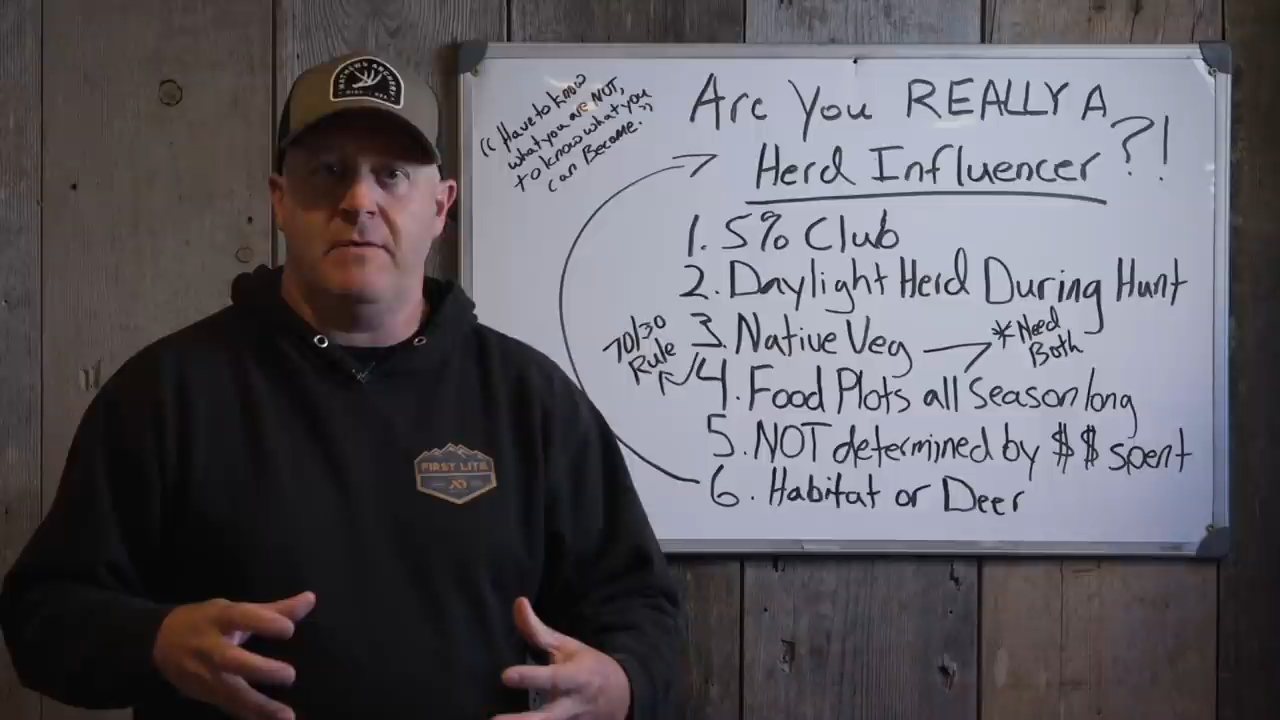 MATHEWS ARCHERY
FIRST LITE
"Have to know
what you are NOT,
to know what you
can Become."
Are You REALLY A
Herd Influencer?!
1. 5% Club
2. Daylight Herd During Hunt
3. Native Veg
* Need
Both
70/30
Rule
4. Food Plots all Season long
5. NOT determined by $$ spent
6. Habitat or Deer